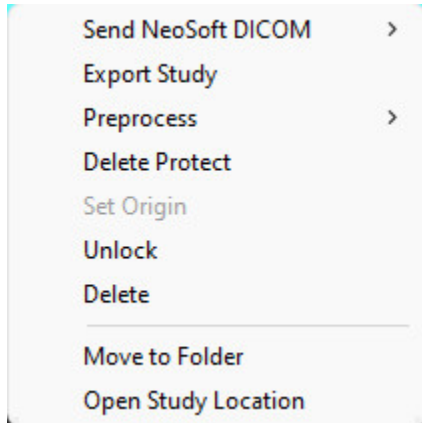 Send NeoSoft DICOM
Export Study
Preprocess
Delete Protect
Set Origin
Unlock
Delete
Move to Folder
Open Study Location